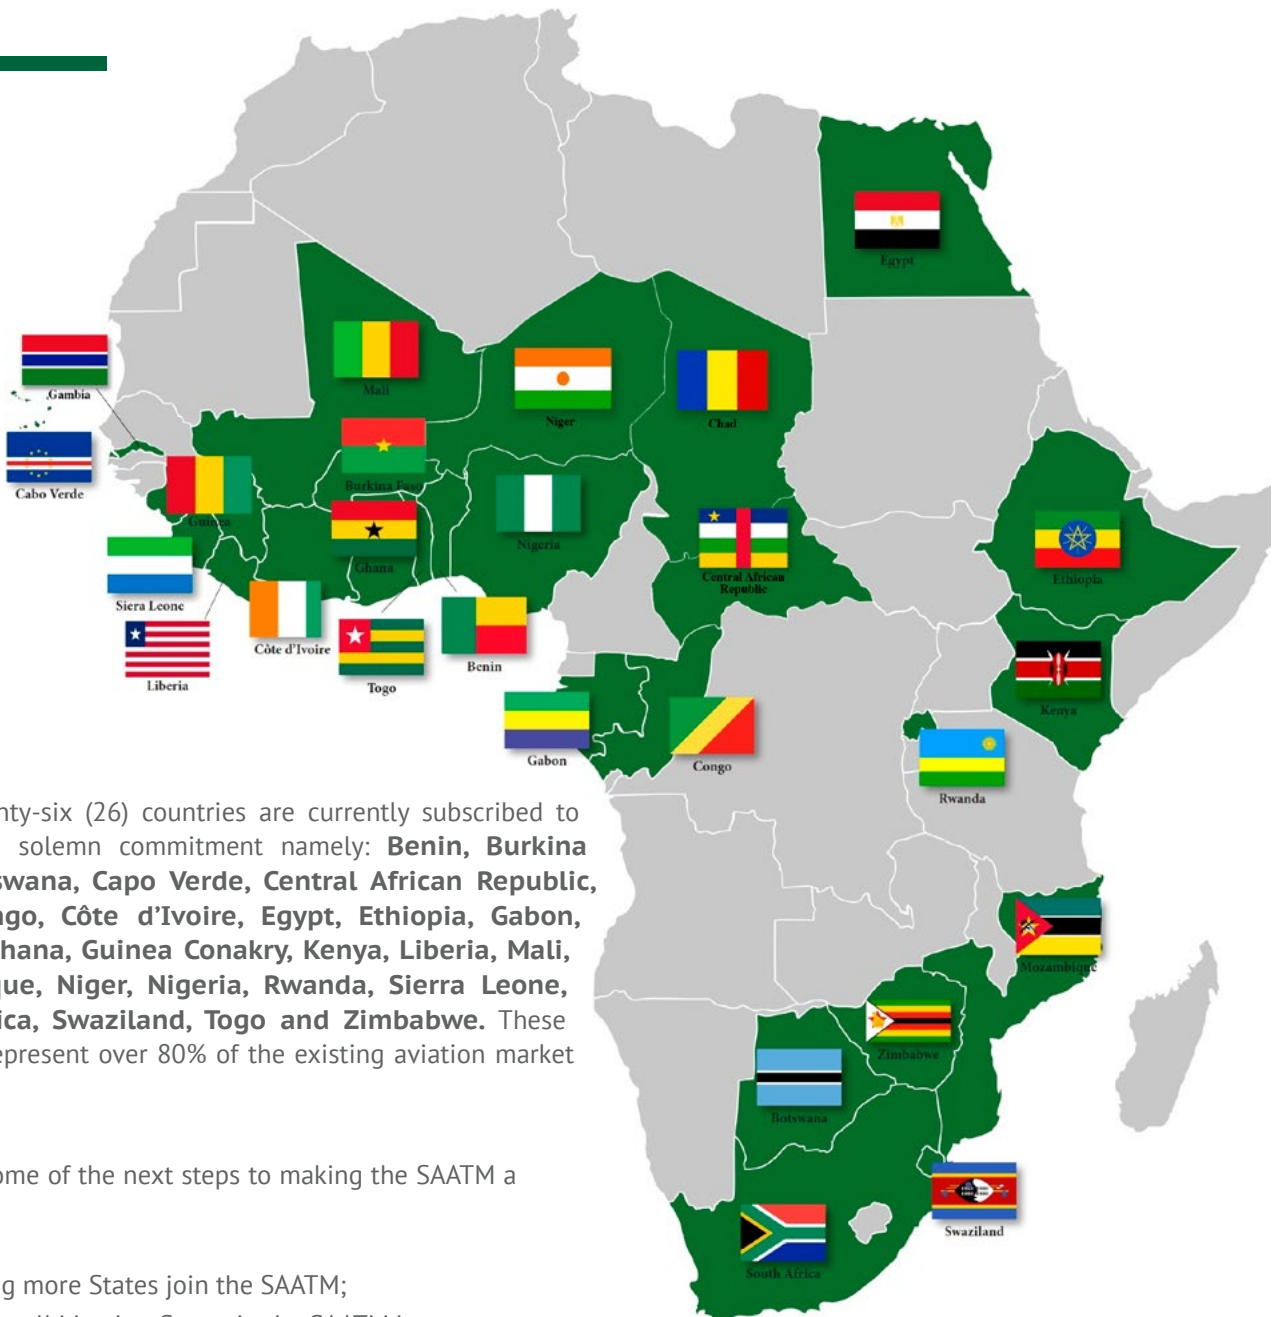 Egypt
Gambia
Mali
Niger
Chad
Cabo Verde
Burkina Faso
Guinea
Nigeria
Ghana
Central African
Republic
Ethiopia
Siera Leone
Côte d'Ivoire
Benin
Liberia
Togo
Kenya
Gabon
Congo
Rwanda
nty-six (26) countries are currently subscribed to
solemn commitment namely: Benin, Burkina
swana, Capo Verde, Central African Republic,
ngo, Côte d'Ivoire, Egypt, Ethiopia, Gabon,
hana, Guinea Conakry, Kenya, Liberia, Mali,
que, Niger, Nigeria, Rwanda, Sierra Leone,
ica, Swaziland, Togo and Zimbabwe. These
epresent over 80% of the existing aviation market
Mozambique
Zimbabwe
Botswana
ome of the next steps to making the SAATM a
Swaziland
South Africa
g more States join the SAATM;